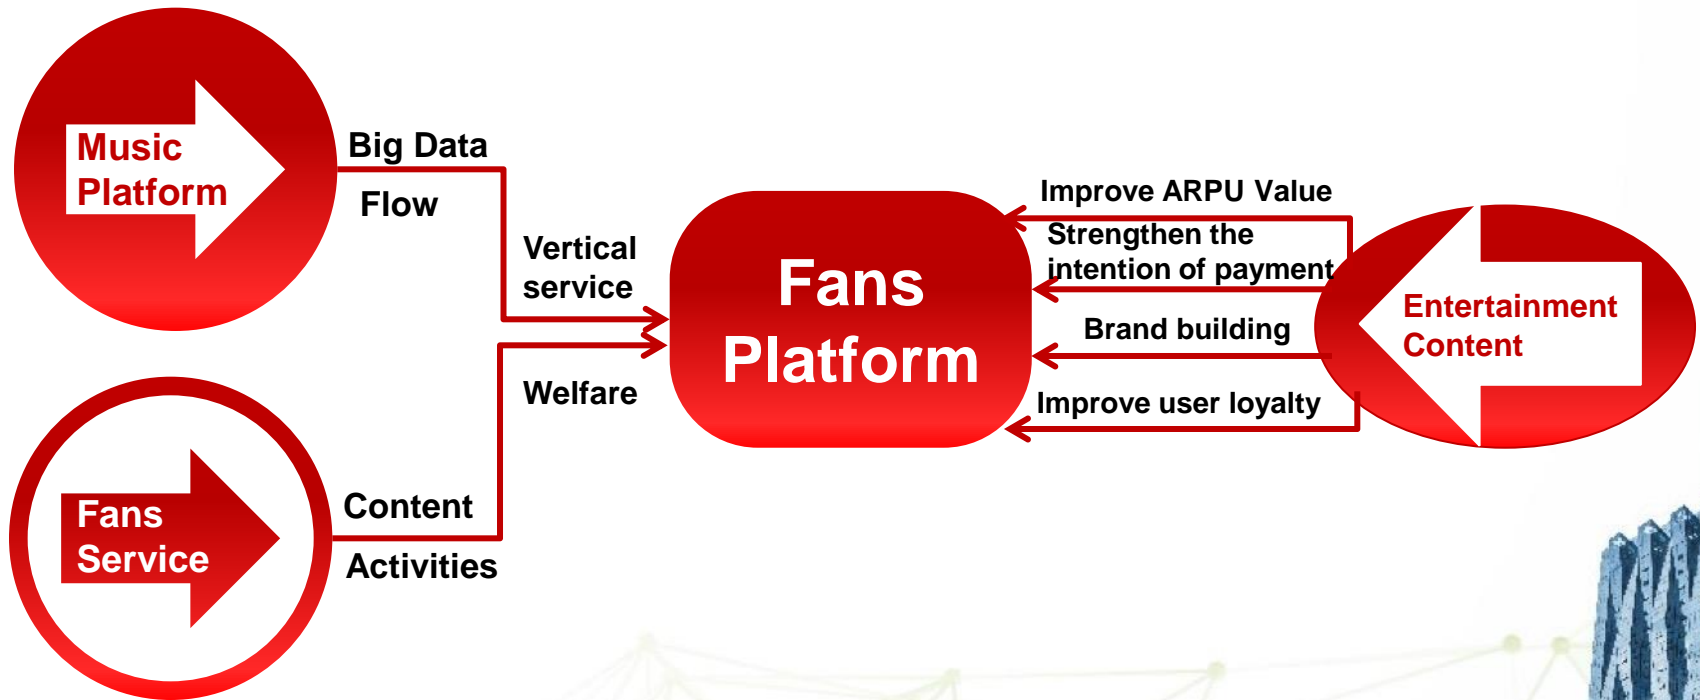 Music
Platform
Big Data
Flow
Vertical
service
Fans
Service
Content
Activities
Welfare
Fans
Platform
Improve ARPU Value
Strengthen the
intention of payment
Brand building
Improve user loyalty
Entertainment
Content